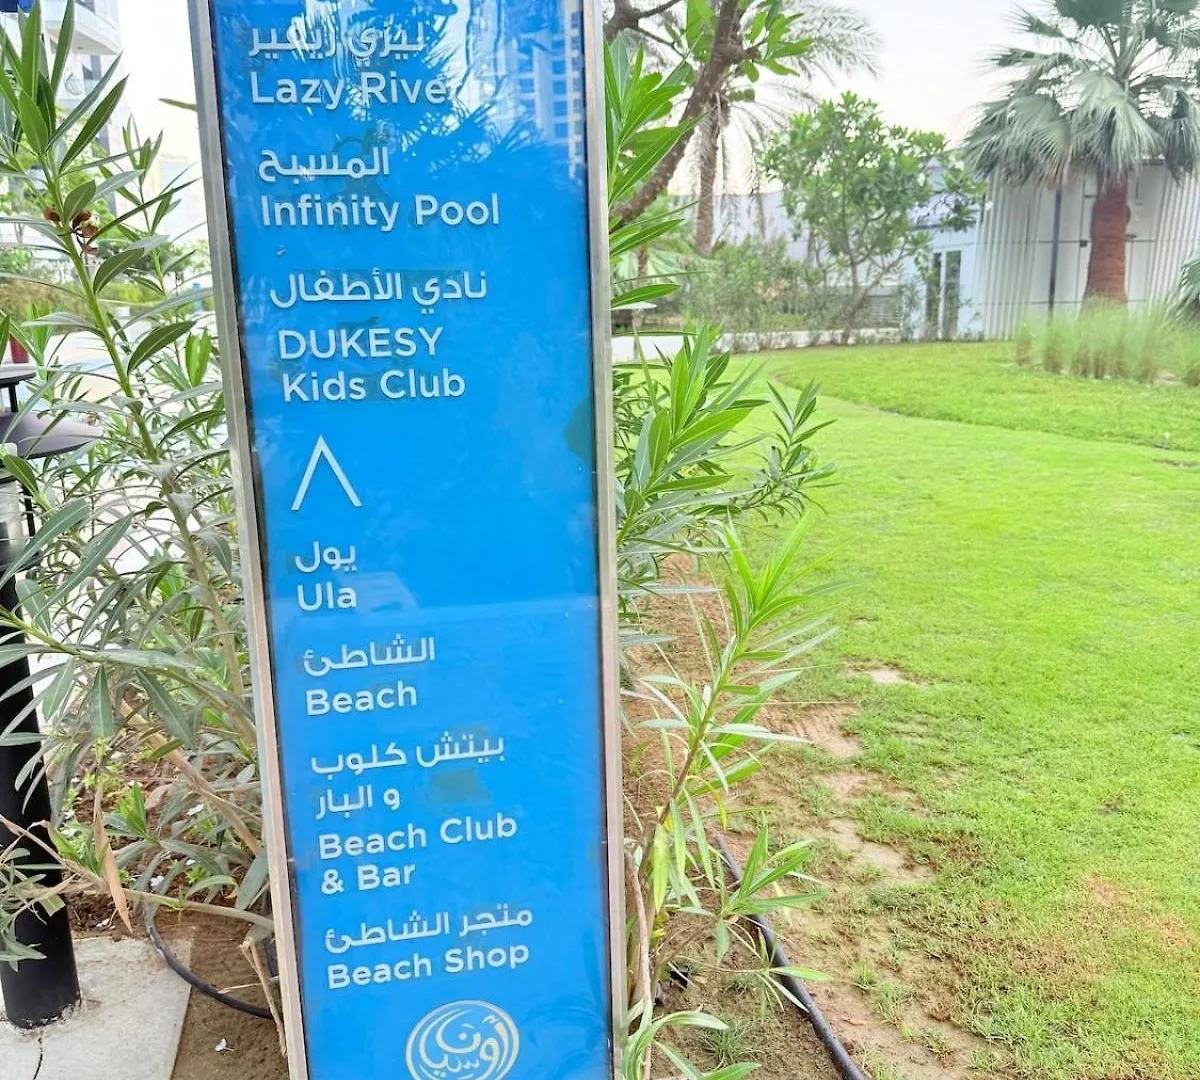 ليزي ريفير
Lazy River
المسبح
Infinity Pool
نادي الأطفال
DUKESY
Kids Club
يول
Ula
الشاطئ
Beach
بيتش كلوب
و البار
Beach Club
& Bar
متجر الشاطئ
Beach Shop